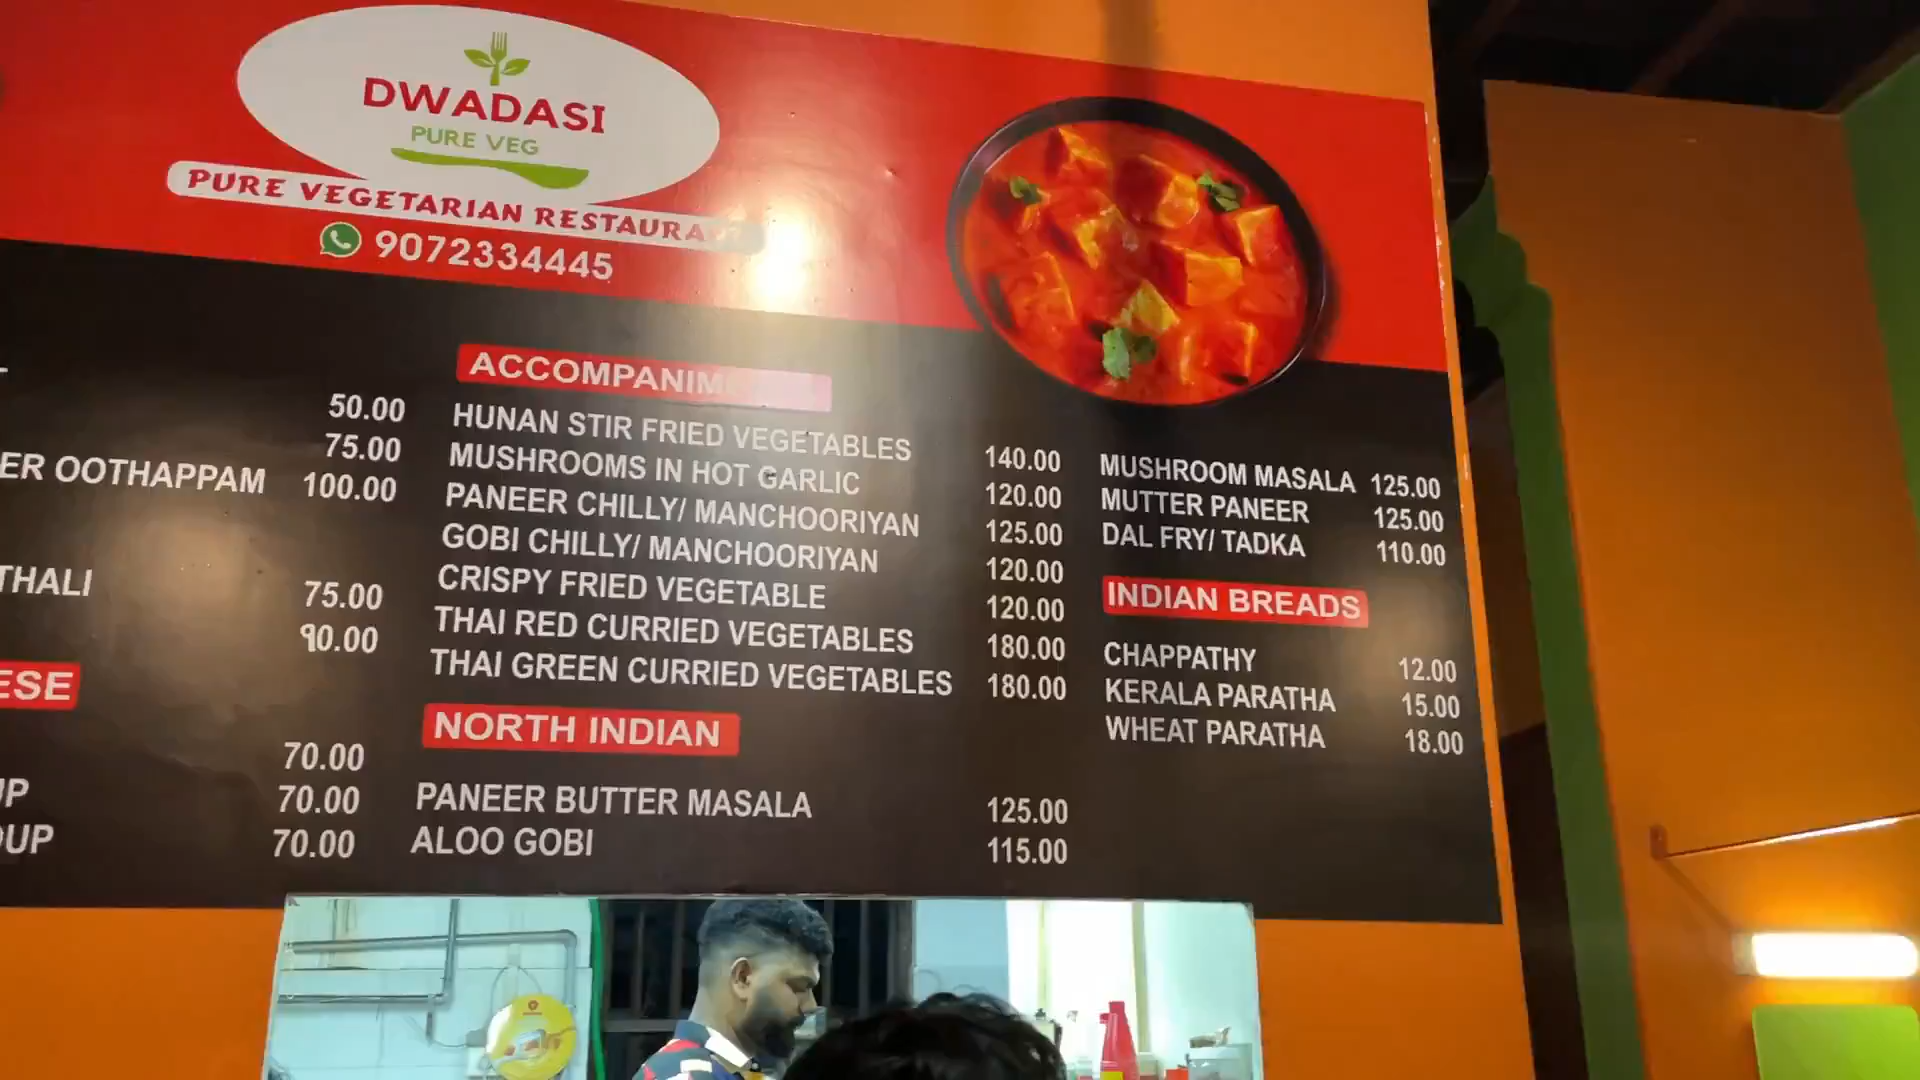 DWADASI
PURE VEG
PURE VEGETARIAN RESTAURA
9072334445
50.00
75.00
ER OOTHAPPAM 100.00
THALI 75.00
90.00
ESE
70.00
UP 70.00
OUP 70.00
ACCOMPANIM
HUNAN STIR FRIED VEGETABLES 140.00
MUSHROOMS IN HOT GARLIC 120.00
PANEER CHILLY/ MANCHOORIYAN 125.00
GOBI CHILLY/ MANCHOORIYAN 120.00
CRISPY FRIED VEGETABLE 120.00
THAI RED CURRIED VEGETABLES 180.00
THAI GREEN CURRIED VEGETABLES 180.00
NORTH INDIAN
PANEER BUTTER MASALA 125.00
ALOO GOBI 115.00
MUSHROOM MASALA 125.00
MUTTER PANEER 125.00
DAL FRY/ TADKA 110.00
INDIAN BREADS
CHAPPATHY 12.00
KERALA PARATHA 15.00
WHEAT PARATHA 18.00